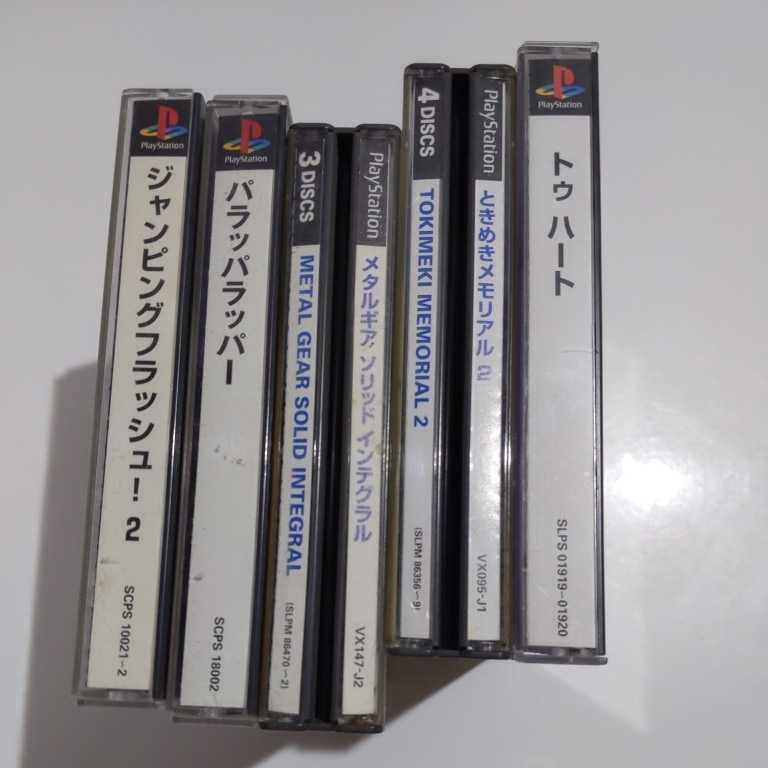 PlayStation
ジャンピングフラッシュ! 2
SCPS 10021~2
PlayStation
パラッパラッパー
SCPS 18002
3 DISCS
METAL GEAR SOLID INTEGRAL
(SLPM 86470~2)
PlayStation
メタルギア ソリッド インテグラル
VX147-J2
4 DISCS
TOKIMEKI MEMORIAL 2
(SLPM 86356~9)
PlayStation
ときめきメモリアル 2
VX095-J1
PlayStation
トゥ ハート
SLPS 01919~01920